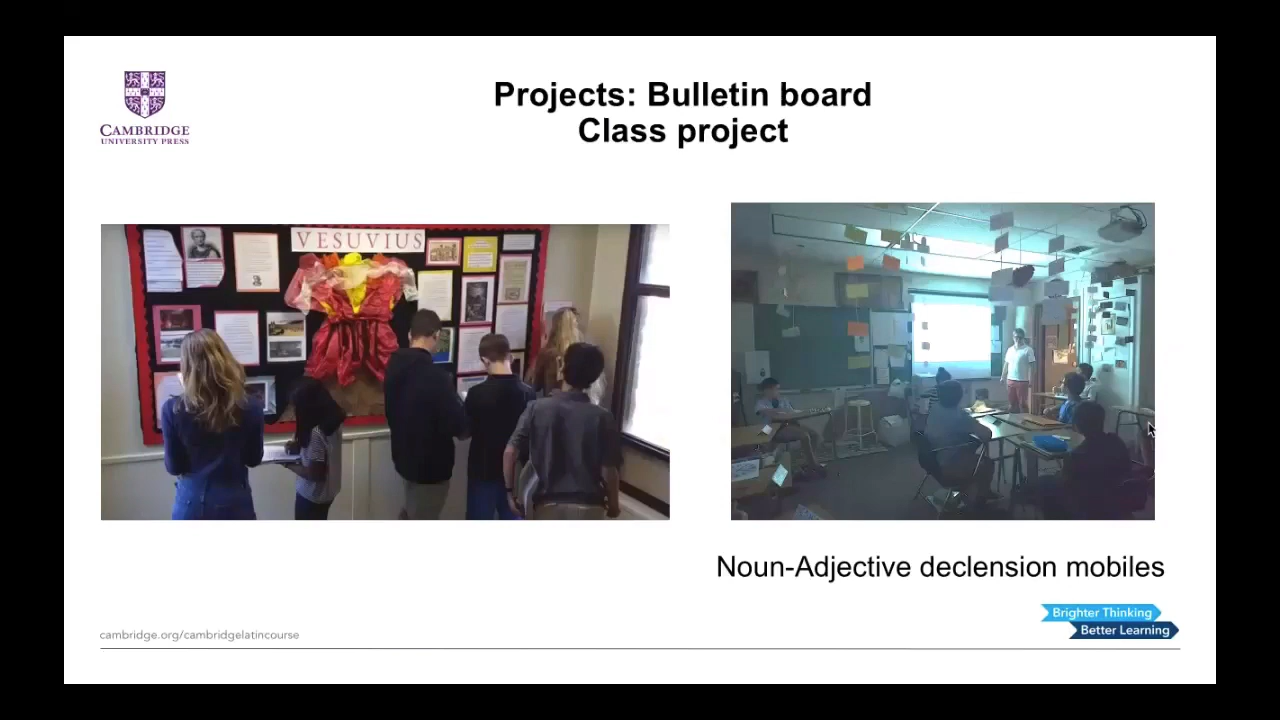 CAMBRIDGE
UNIVERSITY PRESS
Projects: Bulletin board
Class project
VESUVIUS
Noun-Adjective declension mobiles
cambridge.org/cambridgelatincourse
Brighter Thinking
Better Learning